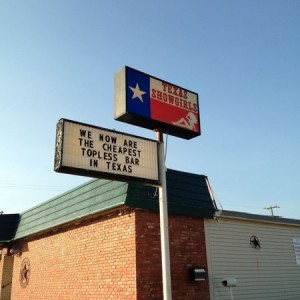 TEXAS
SHOWGIRLS
WE NOW ARE
THE CHEAPEST
TOPLESS BAR
IN TEXAS